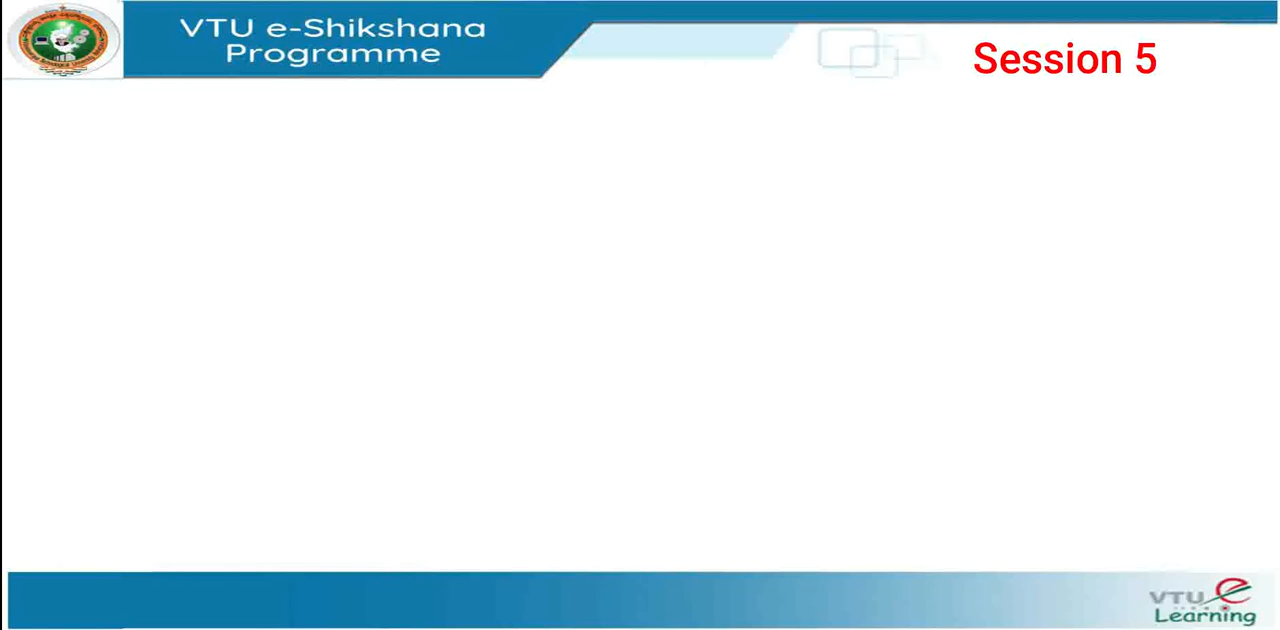 VTU e-Shikshana
Programme
Session 5
VTU e
Learning